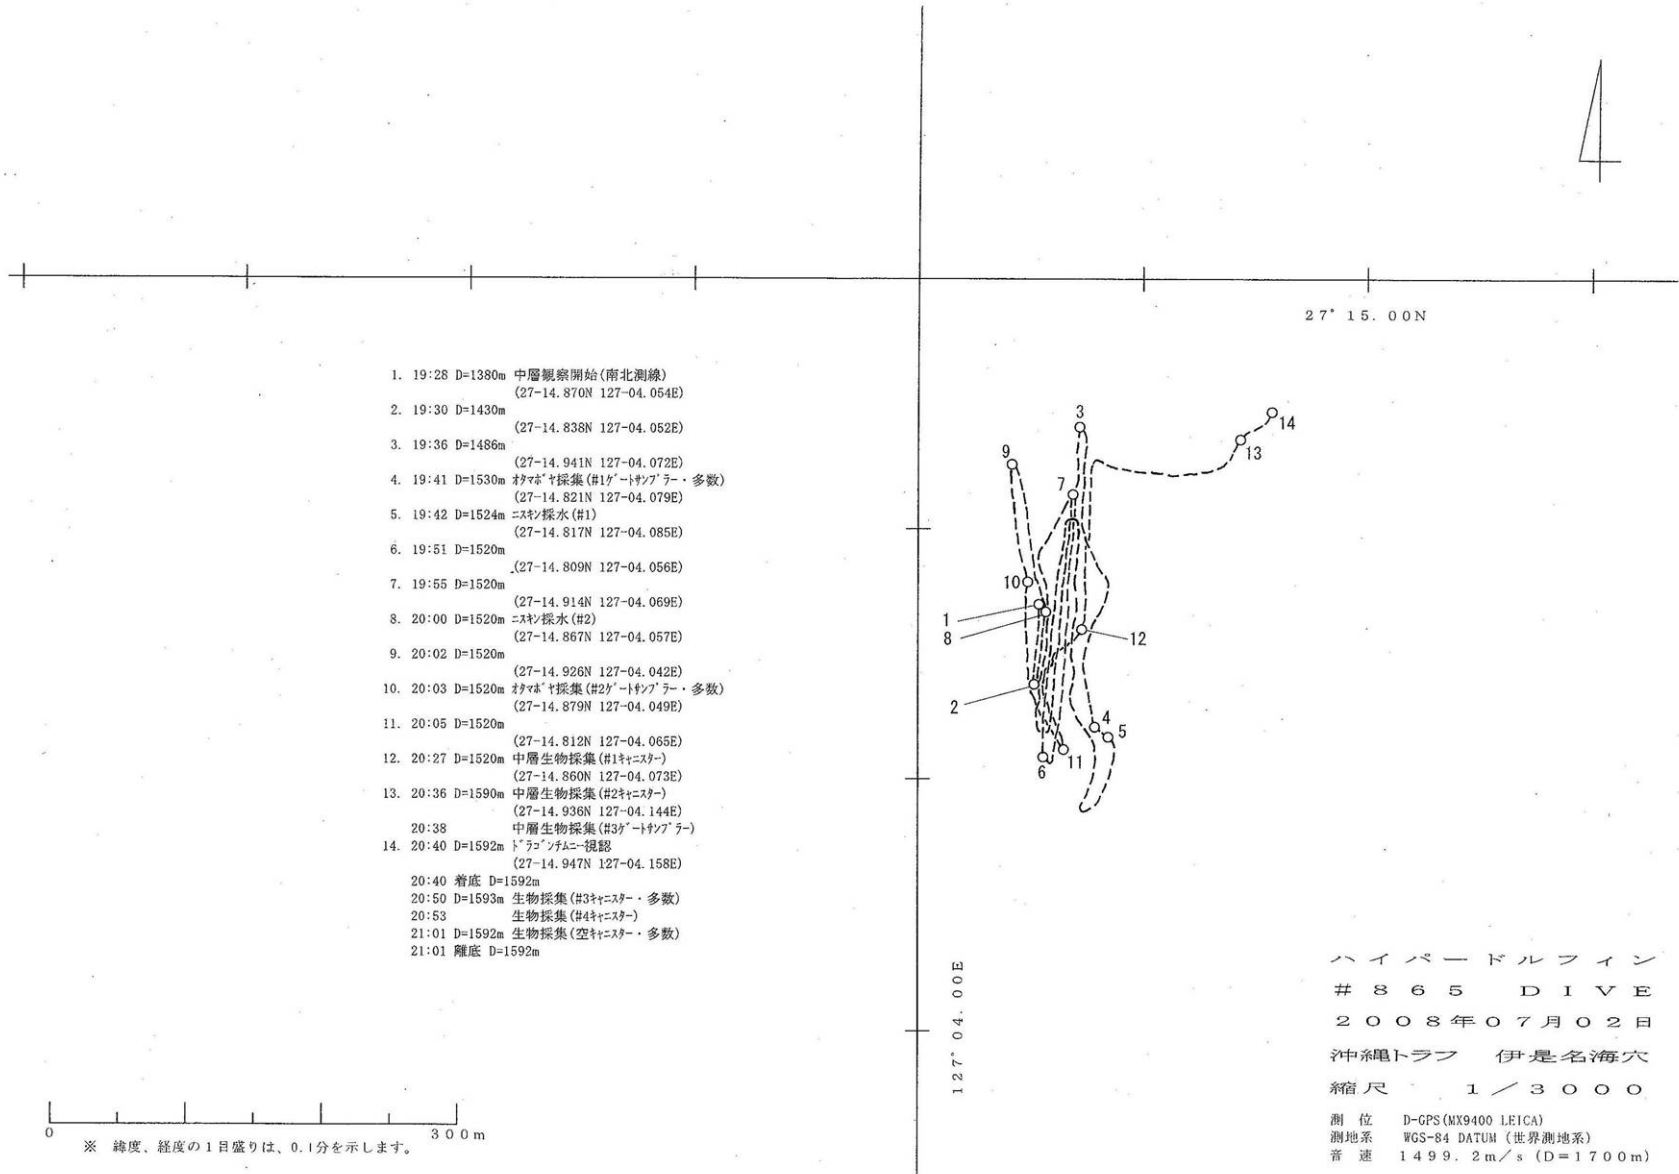 27° 15. 00N
1. 19:28 D=1380m 中層観察開始(南北測線)
(27-14.870N 127-04.054E)
2. 19:30 D=1430m
(27-14.838N 127-04.052E)
3. 19:36 D=1486m
(27-14.941N 127-04.072E)
4. 19:41 D=1530m ｵﾀﾏﾎﾞﾔ採集(#1ｹﾞｰﾄｻﾝﾌﾟﾗｰ・多数)
(27-14.821N 127-04.079E)
5. 19:42 D=1524m ﾆｽｷﾝ採水(#1)
(27-14.817N 127-04.085E)
6. 19:51 D=1520m
(27-14.809N 127-04.056E)
7. 19:55 D=1520m
(27-14.914N 127-04.069E)
8. 20:00 D=1520m ﾆｽｷﾝ採水(#2)
(27-14.867N 127-04.057E)
9. 20:02 D=1520m
(27-14.926N 127-04.042E)
10. 20:03 D=1520m ｵﾀﾏﾎﾞﾔ採集(#2ｹﾞｰﾄｻﾝﾌﾟﾗｰ・多数)
(27-14.879N 127-04.049E)
11. 20:05 D=1520m
(27-14.812N 127-04.065E)
12. 20:27 D=1520m 中層生物採集(#1ｷｬﾆｽﾀｰ)
(27-14.860N 127-04.073E)
13. 20:36 D=1590m 中層生物採集(#2ｷｬﾆｽﾀｰ)
(27-14.936N 127-04.144E)
20:38 中層生物採集(#3ｹﾞｰﾄｻﾝﾌﾟﾗｰ)
14. 20:40 D=1592m ﾄﾞﾗｺﾞﾝﾁﾑﾆｰ視認
(27-14.947N 127-04.158E)
20:40 着底 D=1592m
20:50 D=1593m 生物採集(#3ｷｬﾆｽﾀｰ・多数)
20:53 生物採集(#4ｷｬﾆｽﾀｰ)
21:01 D=1592m 生物採集(空ｷｬﾆｽﾀｰ・多数)
21:01 離底 D=1592m
3
14
13
9
7
10
1
8
12
2
4
5
11
6
127° 04. 00E
0
300m
※ 緯度、経度の1目盛りは、0.1分を示します。
ハイパードルフィン
#865 DIVE
2008年07月02日
沖縄トラフ 伊是名海穴
縮尺 1/3000
測位 D-GPS(MX9400 LEICA)
測地系 WGS-84 DATUM (世界測地系)
音速 1499. 2m/s (D=1700m)